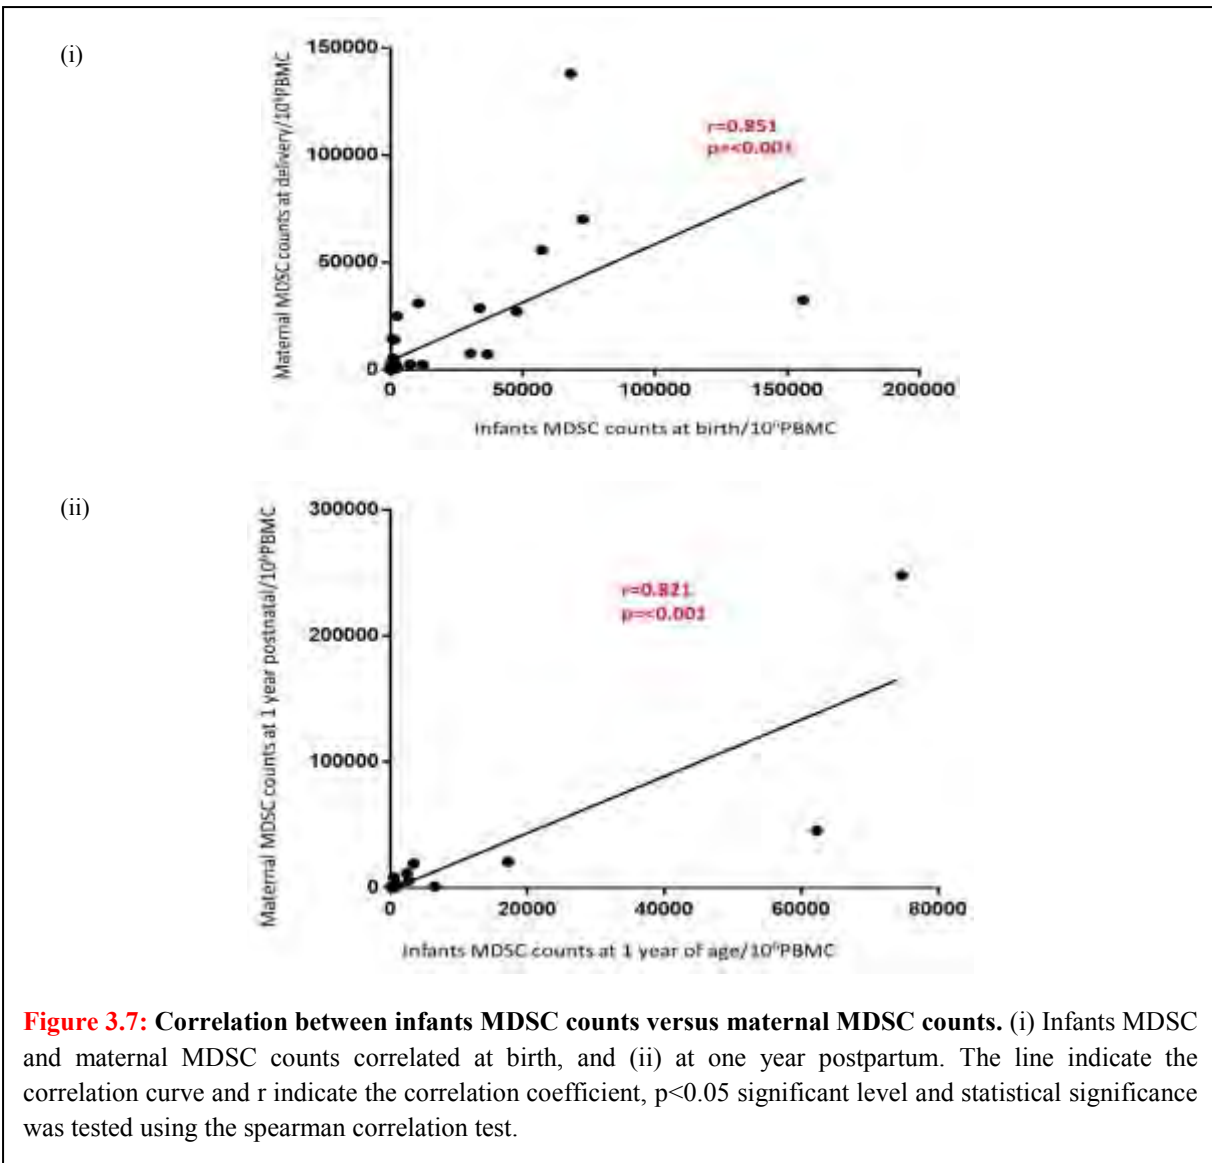 (i)
150000
100000
50000
0
Maternal MDSC counts at delivery/10⁶PBMC
r=0.851
p=<0.001
0 50000 100000 150000 200000
Infants MDSC counts at birth/10⁶PBMC
(ii)
300000
200000
100000
0
Maternal MDSC counts at 1 year postnatal/10⁶PBMC
r=0.821
p=<0.001
0 20000 40000 60000 80000
Infants MDSC counts at 1 year of age/10⁶PBMC
Figure 3.7: Correlation between infants MDSC counts versus maternal MDSC counts. (i) Infants MDSC
and maternal MDSC counts correlated at birth, and (ii) at one year postpartum. The line indicate the
correlation curve and r indicate the correlation coefficient, p<0.05 significant level and statistical significance
was tested using the spearman correlation test.